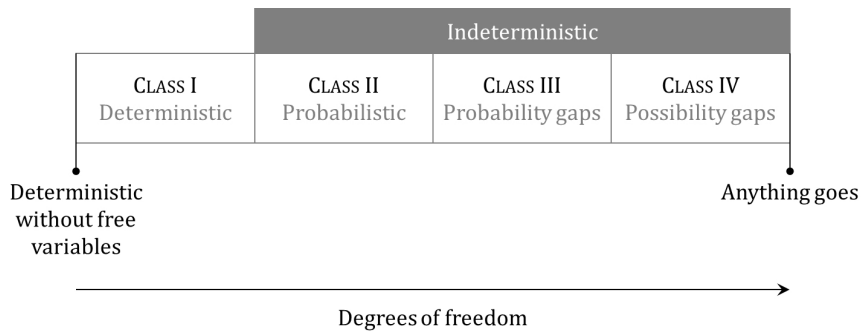 Indeterministic
CLASS I
Deterministic
CLASS II
Probabilistic
CLASS III
Probability gaps
CLASS IV
Possibility gaps
Deterministic
without free
variables
Anything goes
Degrees of freedom